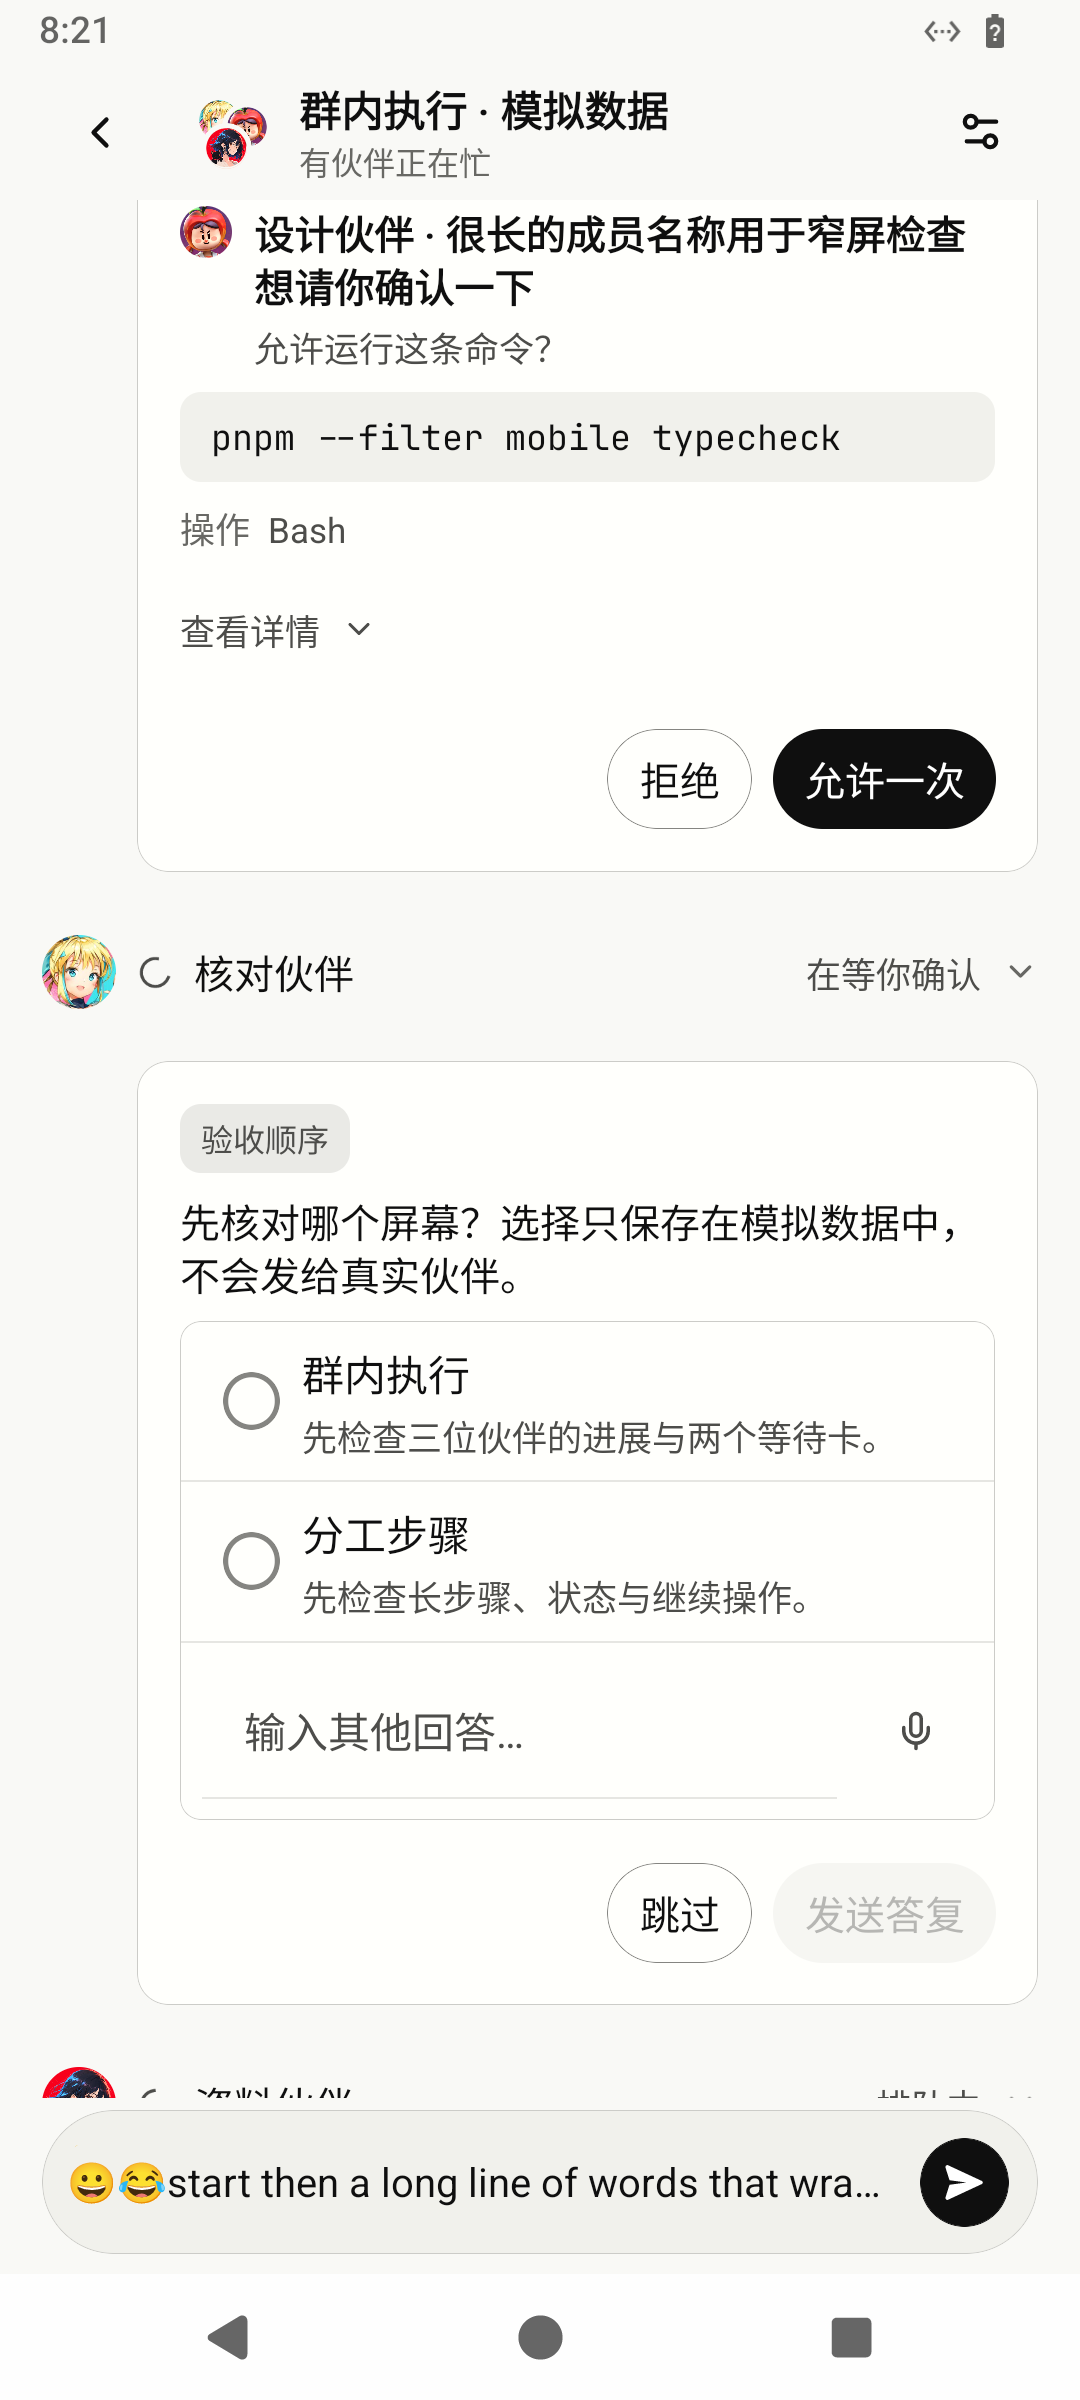 8:21
群内执行 · 模拟数据
有伙伴正在忙
设计伙伴 · 很长的成员名称用于窄屏检查
想请你确认一下
允许运行这条命令？
pnpm --filter mobile typecheck
操作 Bash
查看详情
拒绝
允许一次
核对伙伴
在等你确认
验收顺序
先核对哪个屏幕？选择只保存在模拟数据中，
不会发给真实伙伴。
群内执行
先检查三位伙伴的进展与两个等待卡。
分工步骤
先检查长步骤、状态与继续操作。
输入其他回答…
跳过
发送答复
😀😂start then a long line of words that wra…